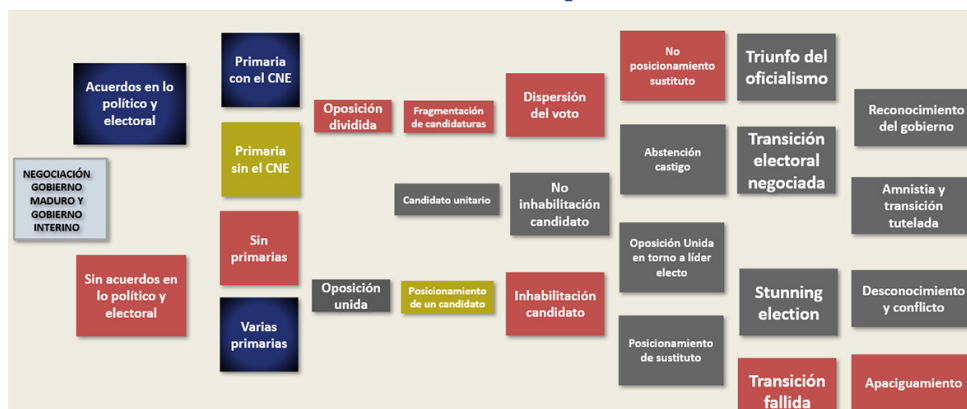 NEGOCIACIÓN
GOBIERNO
MADURO Y
GOBIERNO
INTERINO
Acuerdos en lo
político y
electoral
Sin acuerdos en
lo político y
electoral
Primaria
con el CNE
Primaria
sin el CNE
Sin
primarias
Varias
primarias
Oposición
dividida
Oposición
unida
Fragmentación
de candidaturas
Candidato unitario
Posicionamiento
de un candidato
Dispersión
del voto
No
inhabilitación
candidato
Inhabilitación
candidato
No
posicionamiento
sustituto
Abstención
castigo
Oposición Unida
en torno a líder
electo
Posicionamiento
de sustituto
Triunfo del
oficialismo
Transición
electoral
negociada
Stunning
election
Transición
fallida
Reconocimiento
del gobierno
Amnistia y
transición
tutelada
Desconocimiento
y conflicto
Apaciguamiento